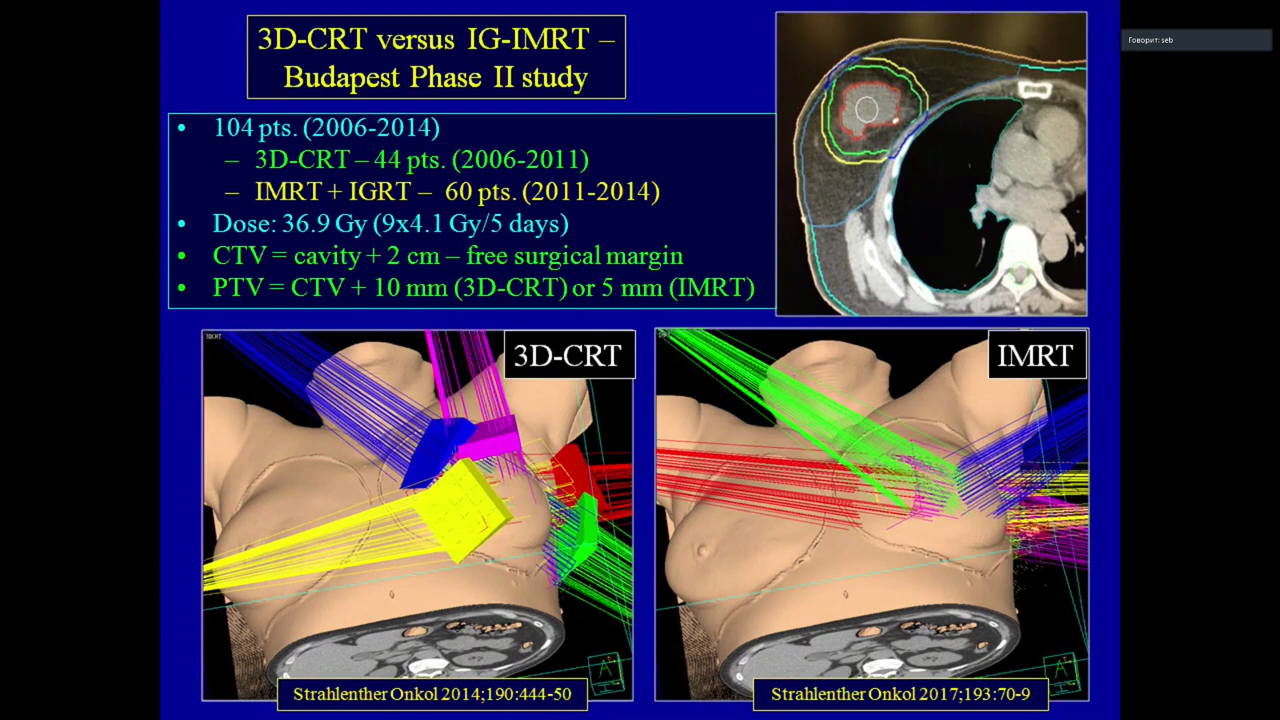 3D-CRT versus IG-IMRT –
Budapest Phase II study
• 104 pts. (2006-2014)
– 3D-CRT – 44 pts. (2006-2011)
– IMRT + IGRT – 60 pts. (2011-2014)
• Dose: 36.9 Gy (9x4.1 Gy/5 days)
• CTV = cavity + 2 cm – free surgical margin
• PTV = CTV + 10 mm (3D-CRT) or 5 mm (IMRT)
Говорит: seb
3DCRT
3D-CRT
IMRT
A
A
Strahlenther Onkol 2014;190:444-50
Strahlenther Onkol 2017;193:70-9